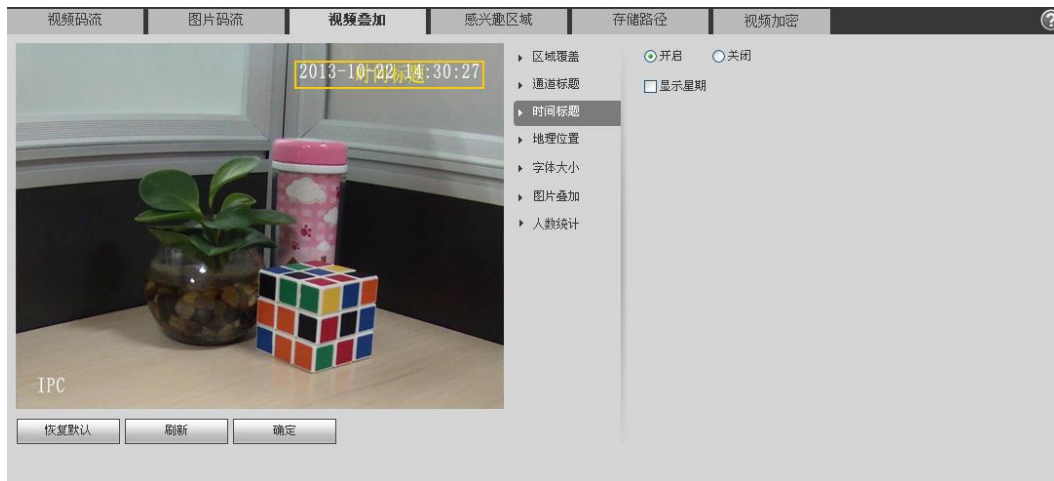 视频码流 图片码流 视频叠加 感兴趣区域 存储路径 视频加密
2013-10-22 14:30:27
时间标题
IPC
区域覆盖
通道标题
时间标题
地理位置
字体大小
图片叠加
人数统计
开启 关闭
显示星期
恢复默认 刷新 确定